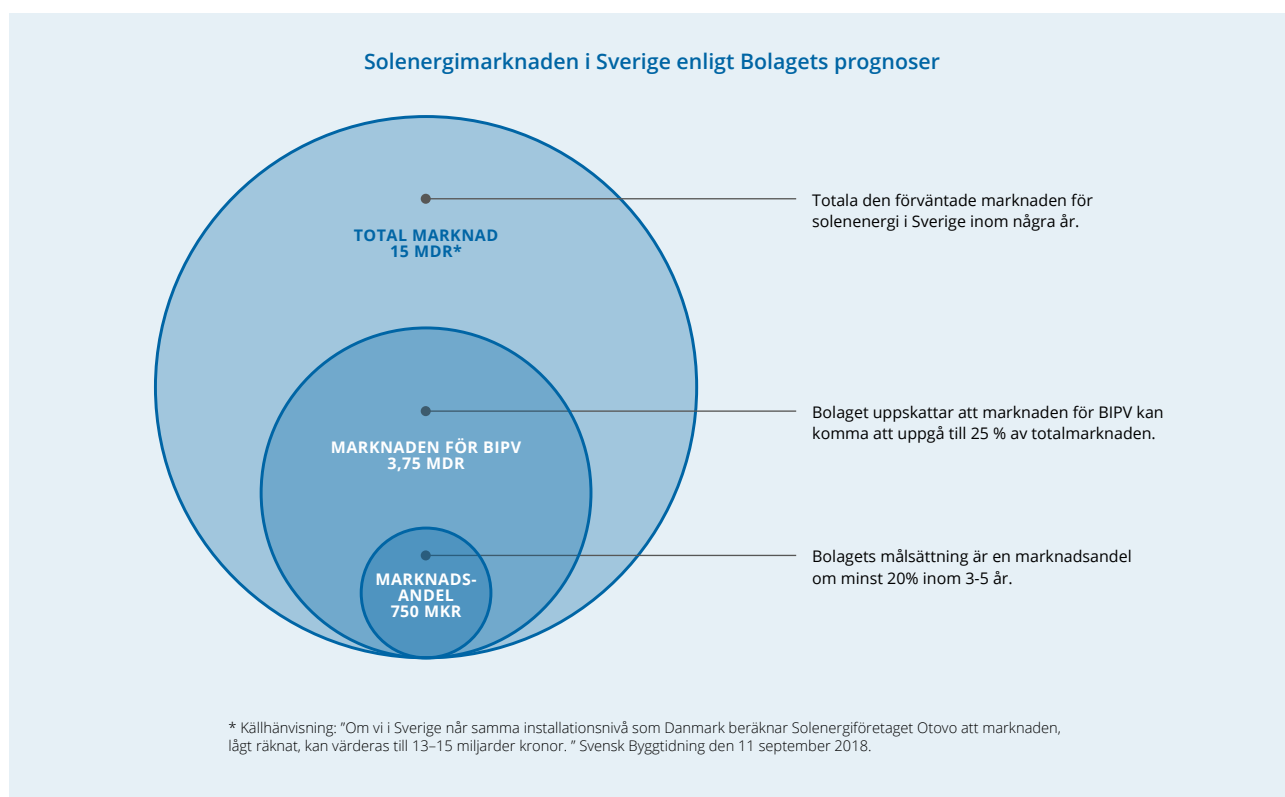 Solenergimarknaden i Sverige enligt Bolagets prognoser
TOTAL MARKNAD
15 MDR*
Totala den förväntade marknaden för
solenenergi i Sverige inom några år.
MARKNADEN FÖR BIPV
3,75 MDR
Bolaget uppskattar att marknaden för BIPV kan
komma att uppgå till 25 % av totalmarknaden.
MARKNADS-
ANDEL
750 MKR
Bolagets målsättning är en marknadsandel
om minst 20% inom 3-5 år.
* Källhänvisning: ”Om vi i Sverige når samma installationsnivå som Danmark beräknar Solenergiföretaget Otovo att marknaden,
lågt räknat, kan värderas till 13–15 miljarder kronor. ” Svensk Byggtidning den 11 september 2018.